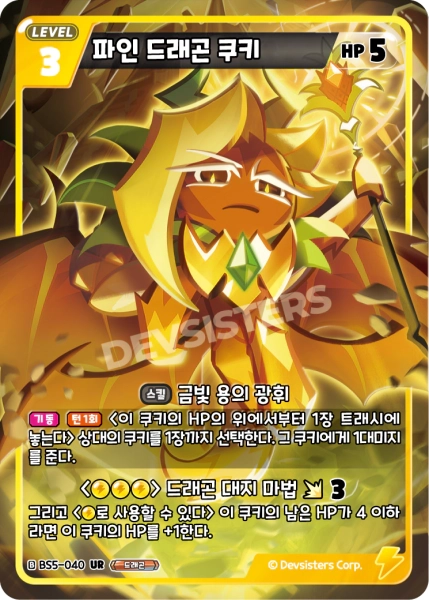 LEVEL
3
파인 드래곤 쿠키
HP 5
DEVSISTERS
스킬 금빛 용의 광휘
기동 턴 1회 <이 쿠키의 HP의 위에서부터 1장 트래시에
놓는다> 상대의 쿠키를 1장까지 선택한다. 그 쿠키에게 1대미지
를 준다.
드래곤 대지 마법 3
그리고 < 로 사용할 수 있다> 이 쿠키의 남은 HP가 4 이하
라면 이 쿠키의 HP를 +1한다.
B BS5-040 UR 드래곤
© Devsisters Corp.